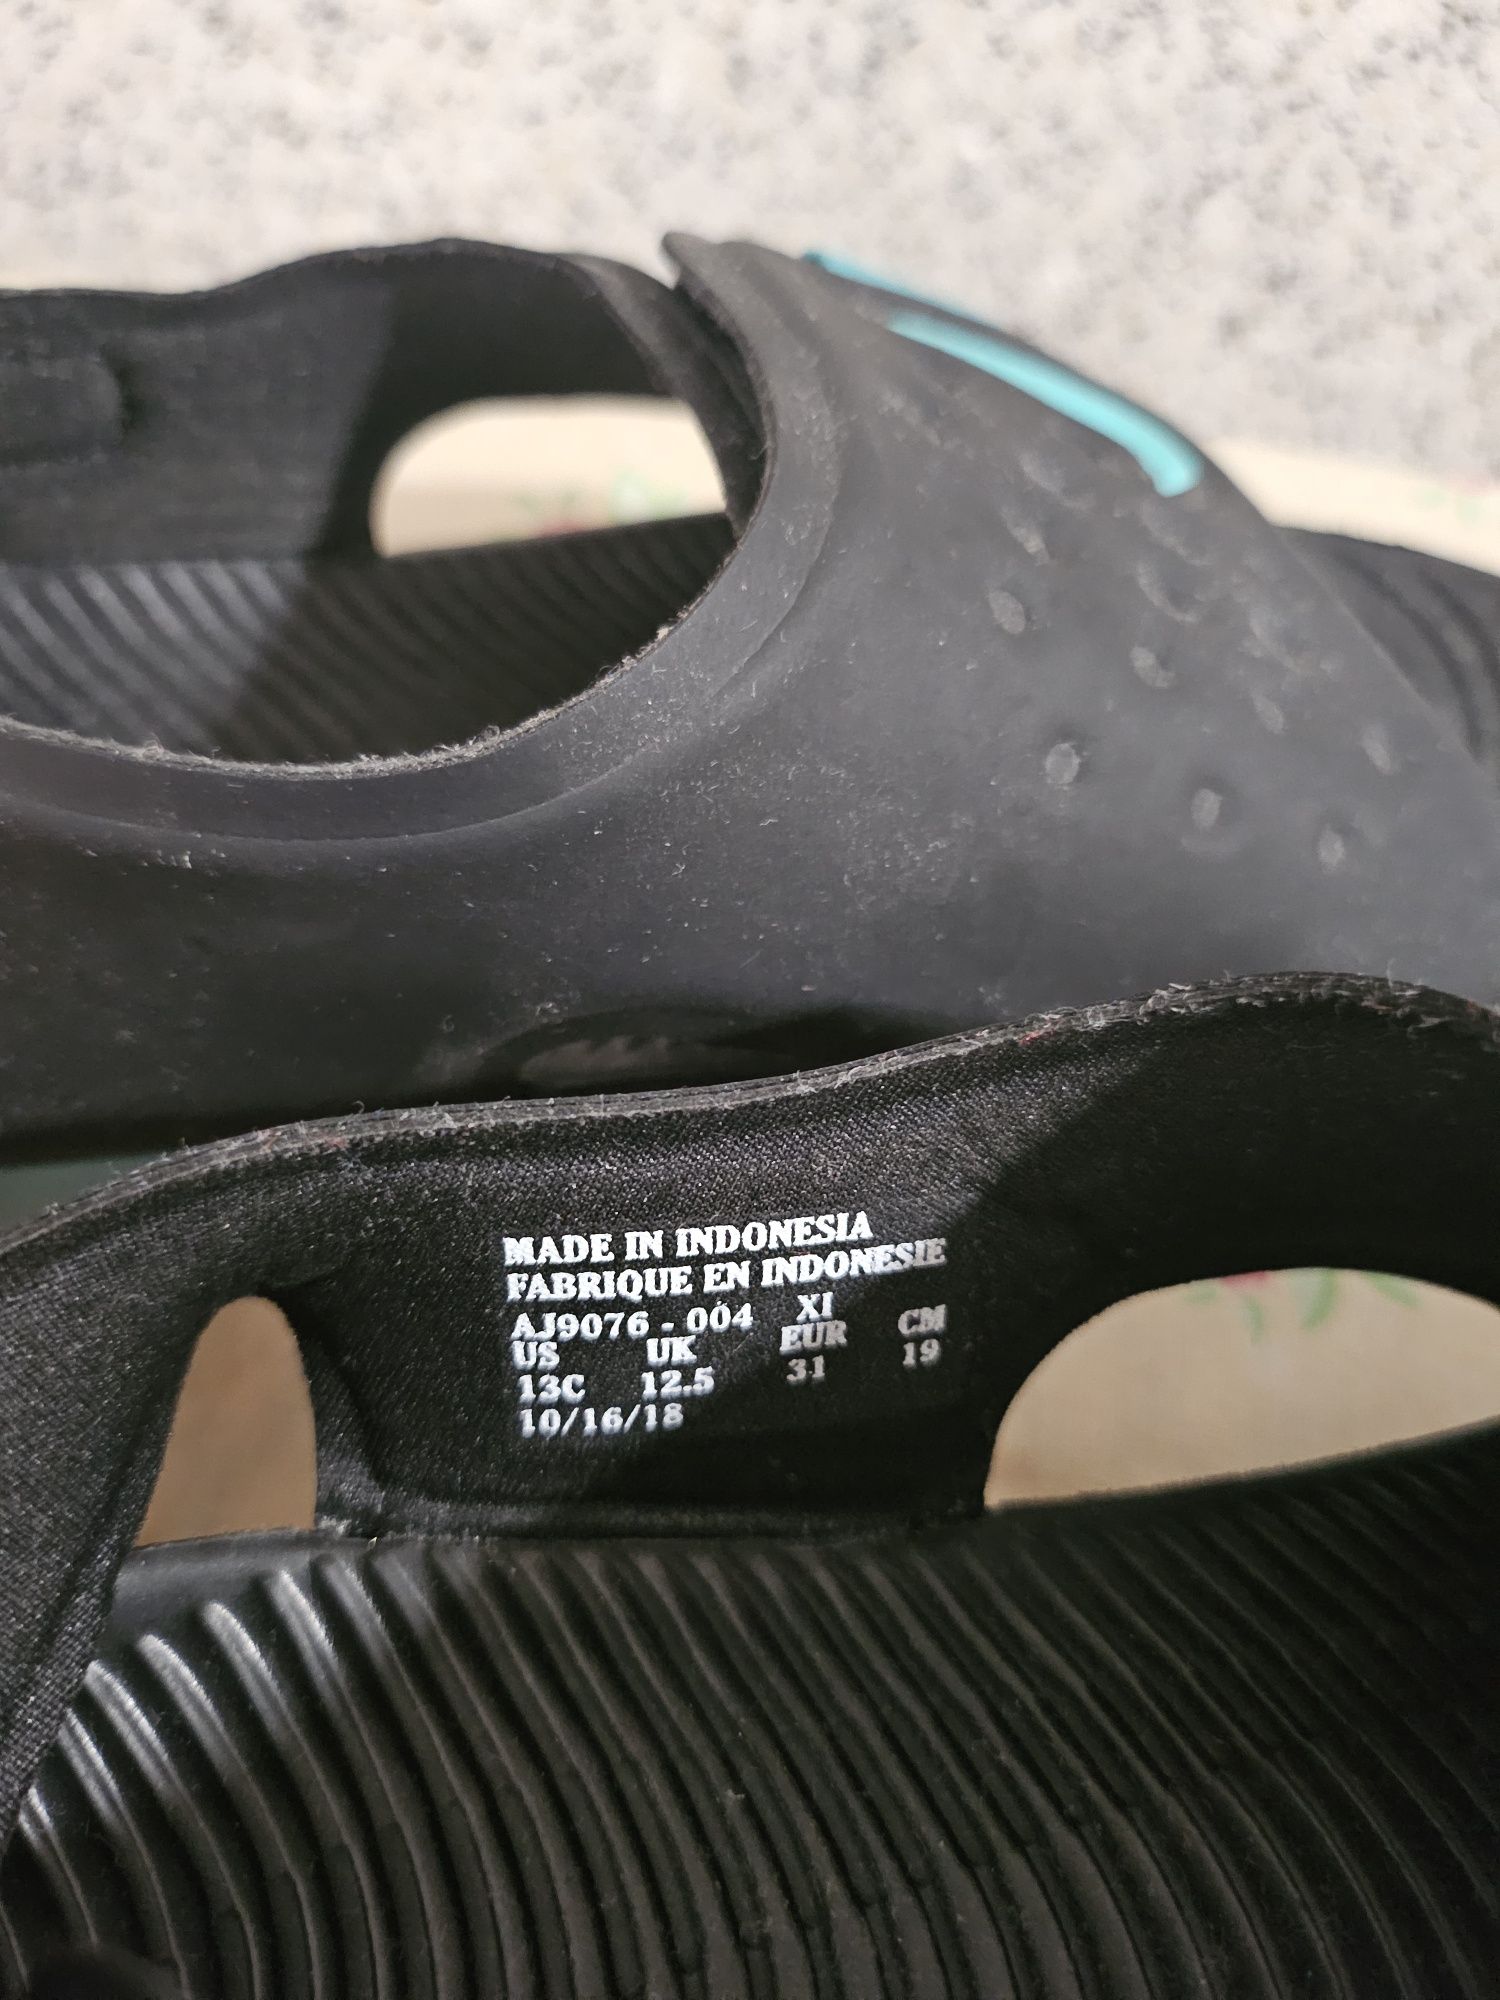 MADE IN INDONESIA
FABRIQUE EN INDONESIE
AJ9076 - 004 XI
US UK EUR CM
13C 12.5 31 19
10/16/18